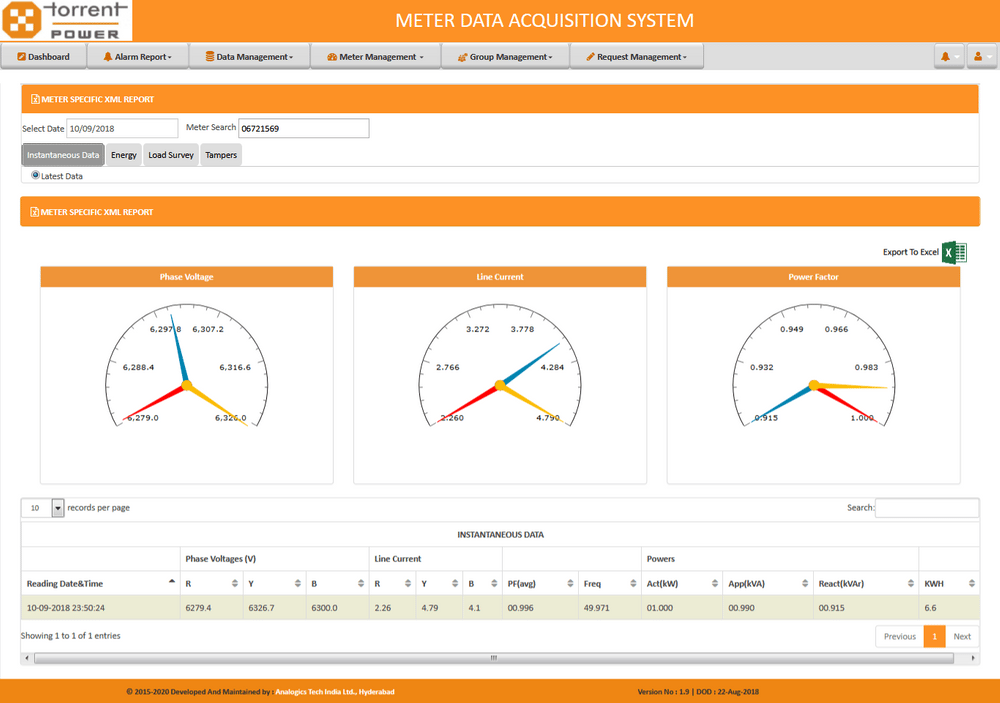 torrent
POWER
METER DATA ACQUISITION SYSTEM
Dashboard Alarm Report Data Management Meter Management Group Management Request Management
METER SPECIFIC XML REPORT
Select Date 10/09/2018 Meter Search 06721569
Instantaneous Data Energy Load Survey Tampers
Latest Data
METER SPECIFIC XML REPORT
Export To Excel
Phase Voltage Line Current Power Factor
6,297.8 6,307.2 3.272 3.778 0.949 0.966
6,288.4 6,316.6 2.766 4.284 0.932 0.983
6,279.0 2.260 4.790 0.915 1.000
10 records per page Search:
INSTANTANEOUS DATA
Phase Voltages (V) Line Current Powers
Reading Date&Time R Y B R Y B PF(avg) Freq Act(kW) App(kVA) React(kVAr) KWH
10-09-2018 23:50:24 6279.4 6326.7 6300.0 2.26 4.79 4.1 00.996 49.971 01.000 00.990 00.915 6.6
Showing 1 to 1 of 1 entries Previous 1 Next
© 2015-2020 Developed And Maintained by : Analogics Tech India Ltd., Hyderabad Version No : 1.9 | DOD : 22-Aug-2018